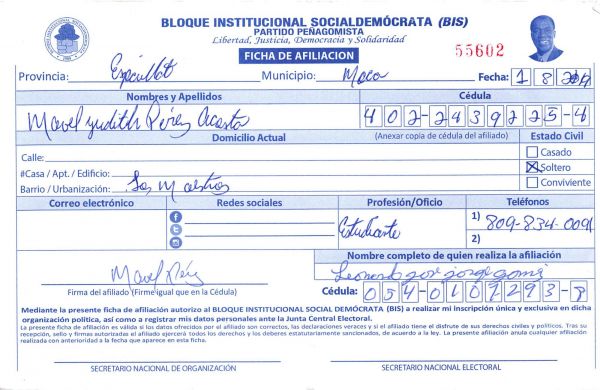 BLOQUE INSTITUCIONAL SOCIALDEMÓCRATA (BIS)
PARTIDO PEÑAGOMISTA
Libertad, Justicia, Democracia y Solidaridad
FICHA DE AFILIACION
55602
Provincia: Espaillat Municipio: Moca Fecha: 1 8 2014
Nombres y Apellidos Cédula
Mavel yudith Pérez Acosta 402-2439225-4
Domicilio Actual (Anexar copia de cédula del afiliado) Estado Civil
Calle: Casado
#Casa / Apt. / Edificio: Soltero
Barrio / Urbanización: Los Maestros Conviviente
Correo electrónico Redes sociales Profesión/Oficio Teléfonos
Estudiante 1) 809-834-0091
2)
Nombre completo de quien realiza la afiliación
Mavel Pérez Leonardo José Jorge
Firma del afiliado (Firme igual que en la Cédula) Cédula: 054-0107293-8
Mediante la presente ficha de afiliación autorizo al BLOQUE INSTITUCIONAL SOCIAL DEMÓCRATA (BIS) a realizar mi inscripción única y exclusiva en dicha
organización política, así como a registrar mis datos personales ante la Junta Central Electoral.
La presente ficha de afiliación es válida si los datos ofrecidos por el afiliado son correctos, las declaraciones veraces y si el afiliado tiene el disfrute de sus derechos civiles y políticos. Tras su
recepción, sello y firmas autorizadas el afiliado ejercerá todos los derechos y los deberes estatutariamente sancionados, de acuerdo a la ley. La presente afiliación anula cualquier afiliación
realizada con anterioridad a la fecha que aparece en esta ficha.
SECRETARIO NACIONAL DE ORGANIZACIÓN SECRETARIO NACIONAL ELECTORAL